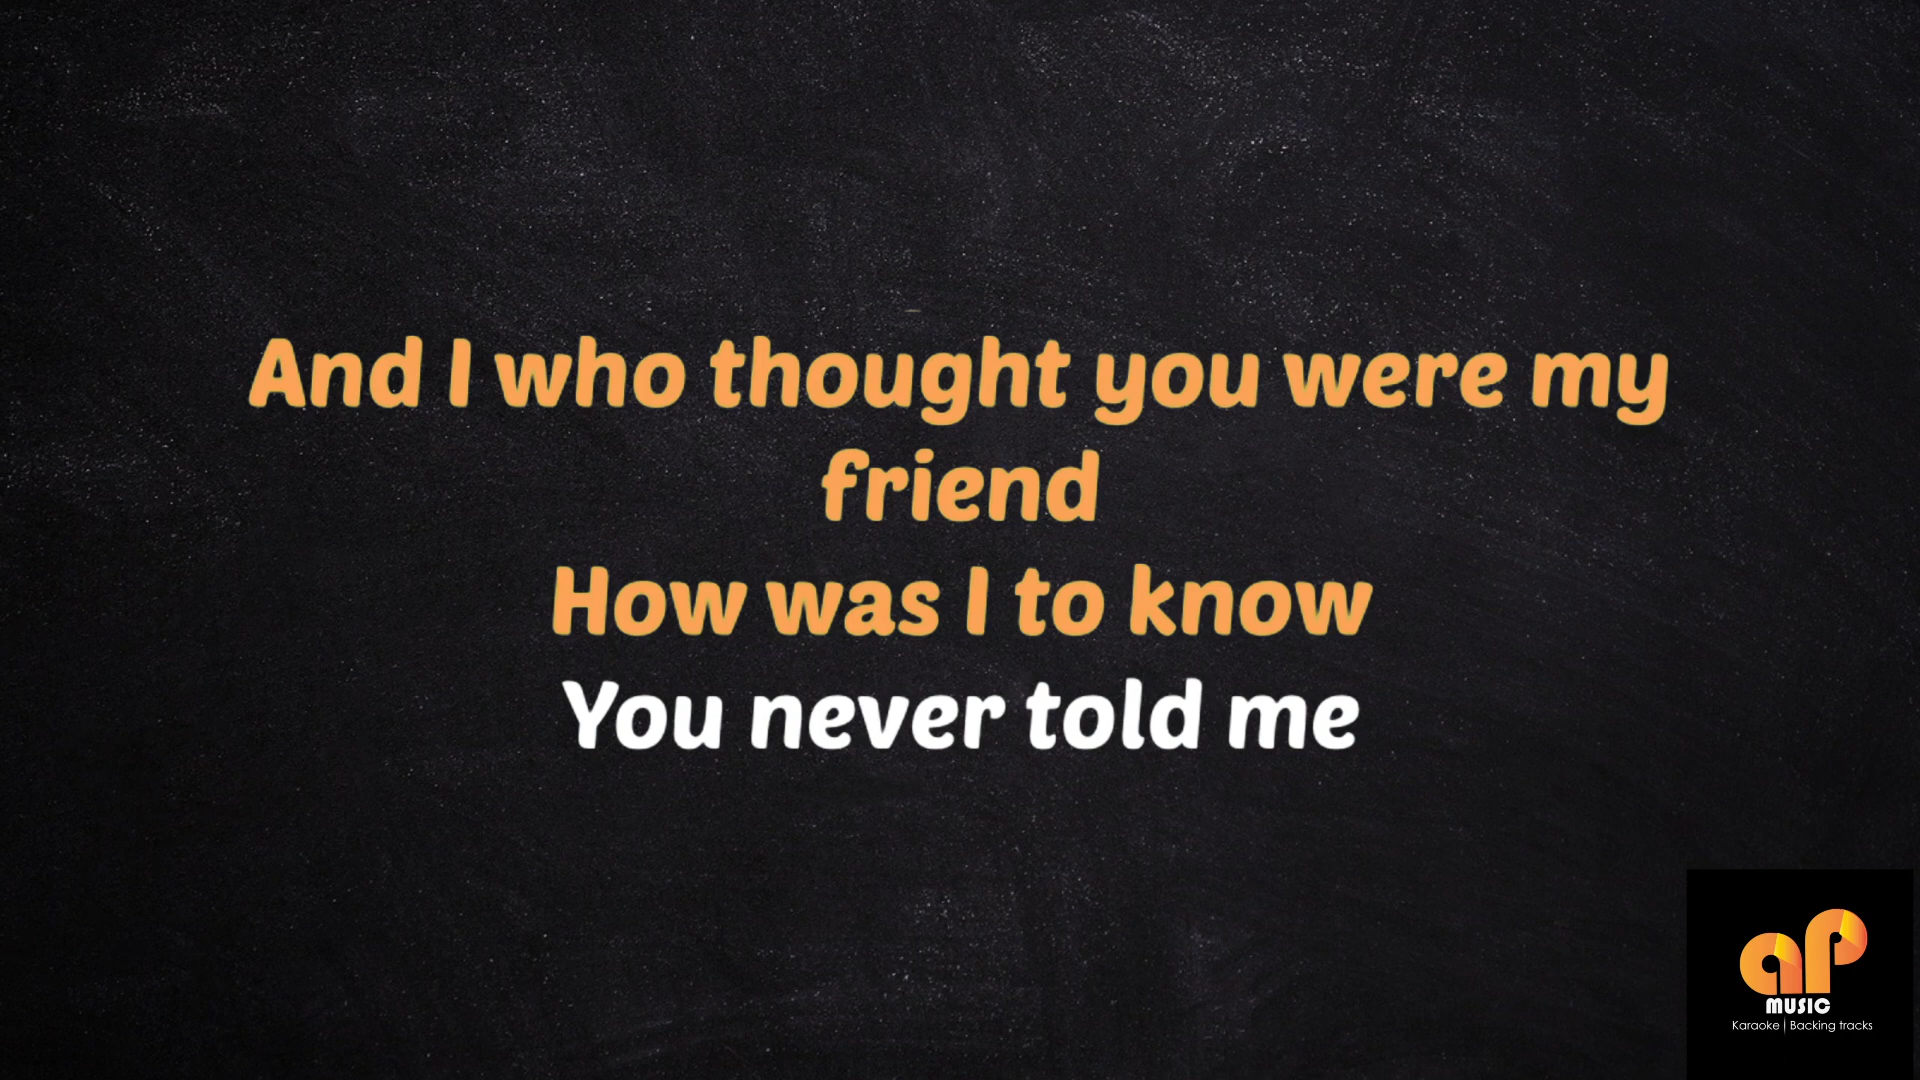 And I who thought you were my
friend
How was I to know
You never told me
aP
MUSIC
Karaoke | Backing tracks